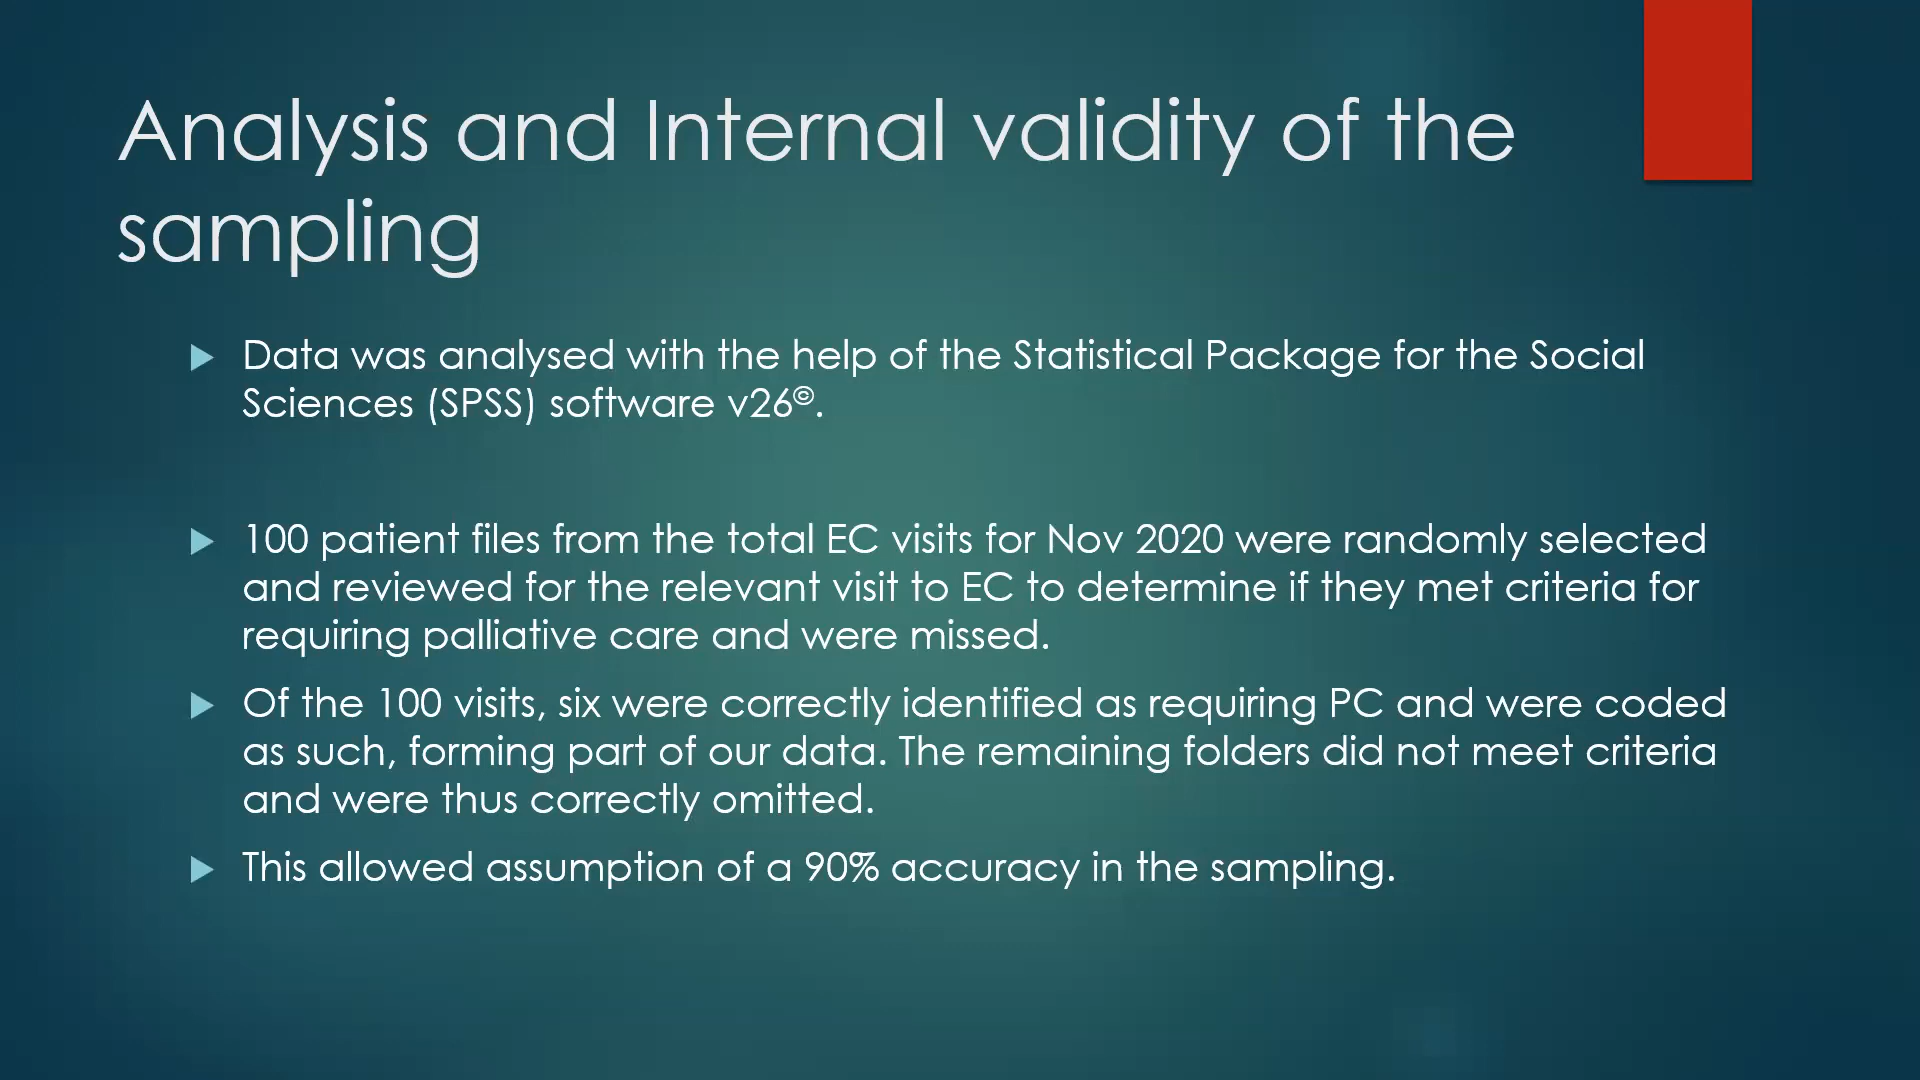 Analysis and Internal validity of the
sampling
Data was analysed with the help of the Statistical Package for the Social
Sciences (SPSS) software v26©.
100 patient files from the total EC visits for Nov 2020 were randomly selected
and reviewed for the relevant visit to EC to determine if they met criteria for
requiring palliative care and were missed.
Of the 100 visits, six were correctly identified as requiring PC and were coded
as such, forming part of our data. The remaining folders did not meet criteria
and were thus correctly omitted.
This allowed assumption of a 90% accuracy in the sampling.